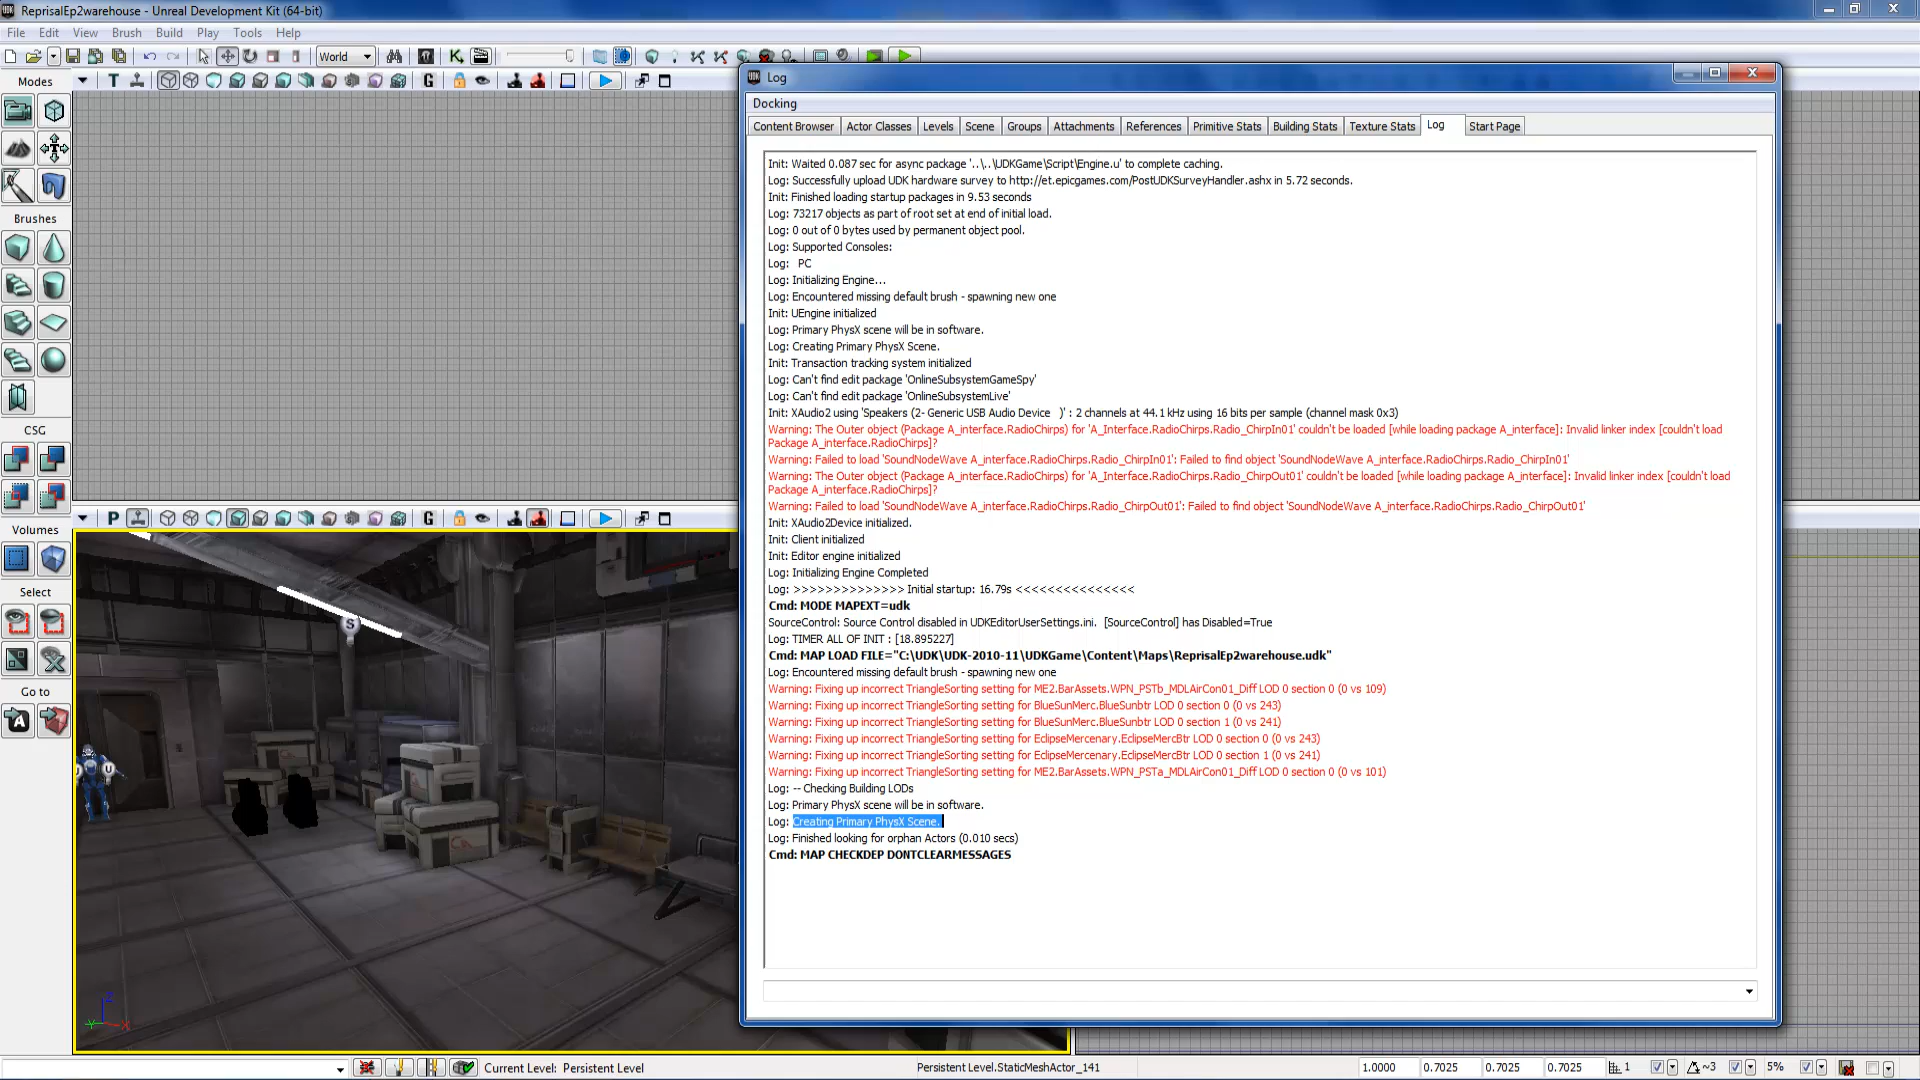 ReprisalEp2warehouse - Unreal Development Kit (64-bit)
File Edit View Brush Build Play Tools Help
World
Modes
Brushes
CSG
Volumes
Select
Go to
T G
P G
Log
Docking
Content Browser Actor Classes Levels Scene Groups Attachments References Primitive Stats Building Stats Texture Stats Log Start Page
Init: Waited 0.087 sec for async package '..\..\UDKGame\Script\Engine.u' to complete caching.
Log: Successfully upload UDK hardware survey to http://et.epicgames.com/PostUDKSurveyHandler.ashx in 5.72 seconds.
Init: Finished loading startup packages in 9.53 seconds
Log: 73217 objects as part of root set at end of initial load.
Log: 0 out of 0 bytes used by permanent object pool.
Log: Supported Consoles:
Log:   PC
Log: Initializing Engine...
Log: Encountered missing default brush - spawning new one
Init: UEngine initialized
Log: Primary PhysX scene will be in software.
Log: Creating Primary PhysX Scene.
Init: Transaction tracking system initialized
Log: Can't find edit package 'OnlineSubsystemGameSpy'
Log: Can't find edit package 'OnlineSubsystemLive'
Init: XAudio2 using 'Speakers (2- Generic USB Audio Device   )' : 2 channels at 44.1 kHz using 16 bits per sample (channel mask 0x3)
Warning: The Outer object (Package A_interface.RadioChirps) for 'A_Interface.RadioChirps.Radio_ChirpIn01' couldn't be loaded [while loading package A_interface]: Invalid linker index [couldn't load
Package A_interface.RadioChirps]?
Warning: Failed to load 'SoundNodeWave A_interface.RadioChirps.Radio_ChirpIn01': Failed to find object 'SoundNodeWave A_interface.RadioChirps.Radio_ChirpIn01'
Warning: The Outer object (Package A_interface.RadioChirps) for 'A_Interface.RadioChirps.Radio_ChirpOut01' couldn't be loaded [while loading package A_interface]: Invalid linker index [couldn't load
Package A_interface.RadioChirps]?
Warning: Failed to load 'SoundNodeWave A_interface.RadioChirps.Radio_ChirpOut01': Failed to find object 'SoundNodeWave A_interface.RadioChirps.Radio_ChirpOut01'
Init: XAudio2Device initialized.
Init: Client initialized
Init: Editor engine initialized
Log: Initializing Engine Completed
Log: >>>>>>>>>>>>>> Initial startup: 16.79s <<<<<<<<<<<<<<<
Cmd: MODE MAPEXT=udk
SourceControl: Source Control disabled in UDKEditorUserSettings.ini.  [SourceControl] has Disabled=True
Log: TIMER ALL OF INIT : [18.895227]
Cmd: MAP LOAD FILE="C:\UDK\UDK-2010-11\UDKGame\Content\Maps\ReprisalEp2warehouse.udk"
Log: Encountered missing default brush - spawning new one
Warning: Fixing up incorrect TriangleSorting setting for ME2.BarAssets.WPN_PSTb_MDLAirCon01_Diff LOD 0 section 0 (0 vs 109)
Warning: Fixing up incorrect TriangleSorting setting for BlueSunMerc.BlueSunbtr LOD 0 section 0 (0 vs 243)
Warning: Fixing up incorrect TriangleSorting setting for BlueSunMerc.BlueSunbtr LOD 0 section 1 (0 vs 241)
Warning: Fixing up incorrect TriangleSorting setting for EclipseMercenary.EclipseMercBtr LOD 0 section 0 (0 vs 243)
Warning: Fixing up incorrect TriangleSorting setting for EclipseMercenary.EclipseMercBtr LOD 0 section 1 (0 vs 241)
Warning: Fixing up incorrect TriangleSorting setting for ME2.BarAssets.WPN_PSTa_MDLAirCon01_Diff LOD 0 section 0 (0 vs 101)
Log: -- Checking Building LODs
Log: Primary PhysX scene will be in software.
Log: Creating Primary PhysX Scene.
Log: Finished looking for orphan Actors (0.010 secs)
Cmd: MAP CHECKDEP DONTCLEARMESSAGES
S
U U
Z
Y X
Current Level:  Persistent Level
Persistent Level.StaticMeshActor_141
1.0000 0.7025 0.7025 0.7025 1 ~3 5%